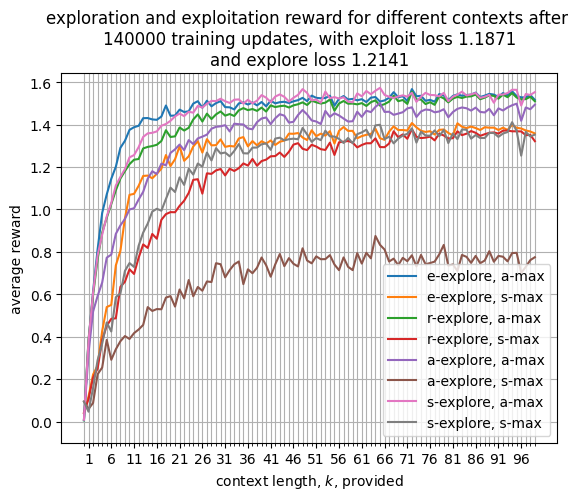 exploration and exploitation reward for different contexts after
140000 training updates, with exploit loss 1.1871
and explore loss 1.2141
average reward
1.6
1.4
1.2
1.0
0.8
0.6
0.4
0.2
0.0
e-explore, a-max
e-explore, s-max
r-explore, a-max
r-explore, s-max
a-explore, a-max
a-explore, s-max
s-explore, a-max
s-explore, s-max
1 6 11 16 21 26 31 36 41 46 51 56 61 66 71 76 81 86 91 96
context length, k, provided